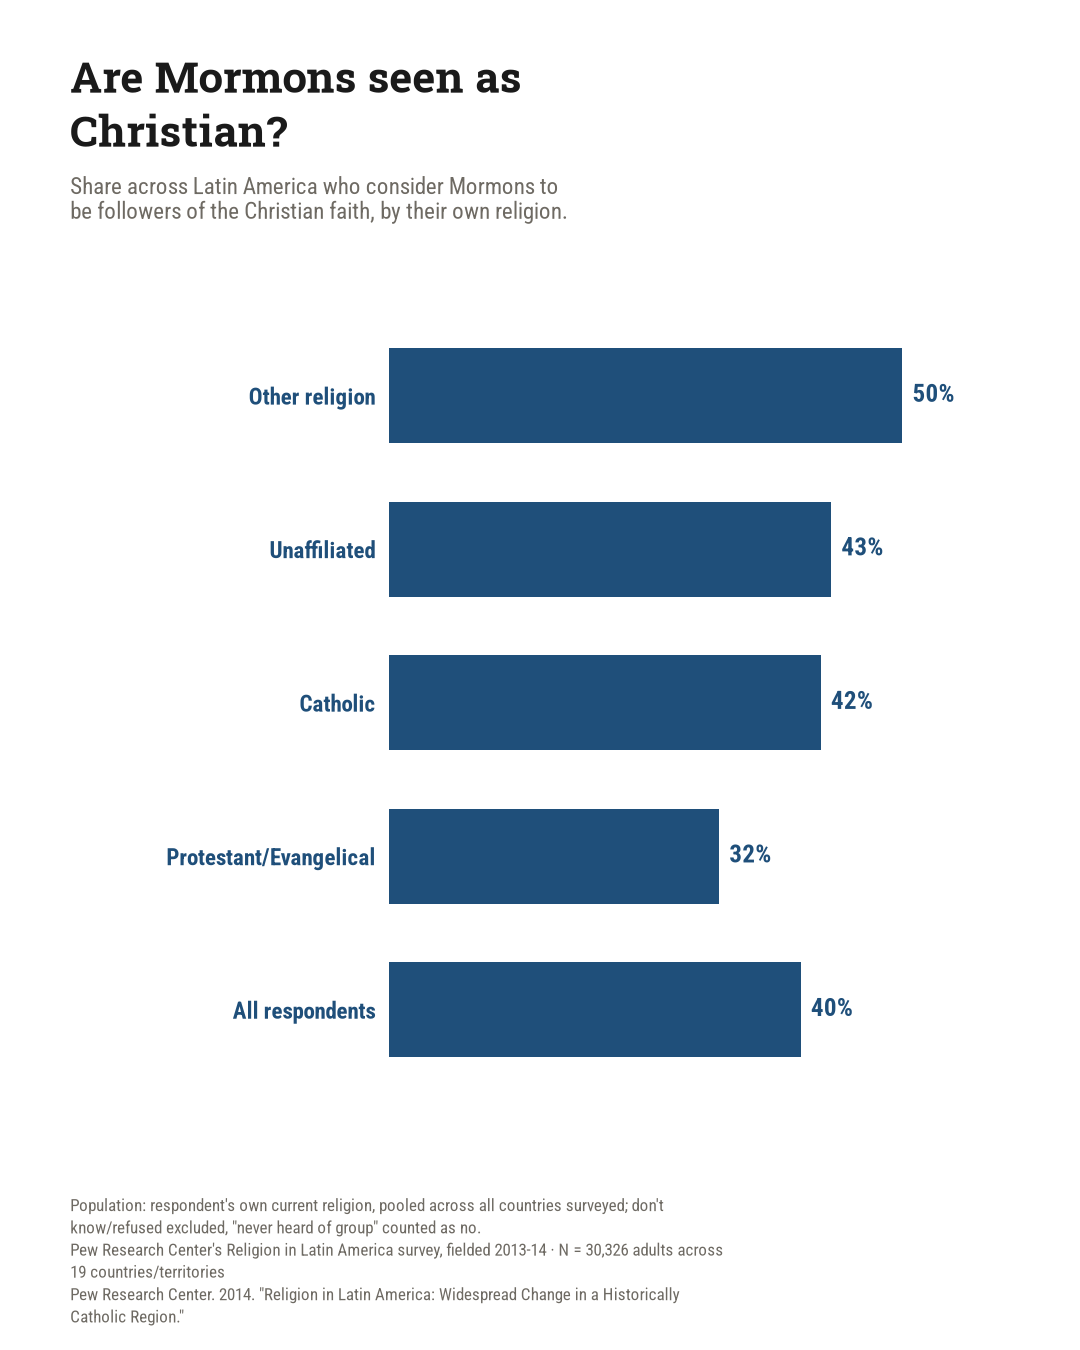 Are Mormons seen as
Christian?
Share across Latin America who consider Mormons to
be followers of the Christian faith, by their own religion.
Other religion 50%
Unaffiliated 43%
Catholic 42%
Protestant/Evangelical 32%
All respondents 40%
Population: respondent's own current religion, pooled across all countries surveyed; don't
know/refused excluded, "never heard of group" counted as no.
Pew Research Center's Religion in Latin America survey, fielded 2013-14 · N = 30,326 adults across
19 countries/territories
Pew Research Center. 2014. "Religion in Latin America: Widespread Change in a Historically
Catholic Region."